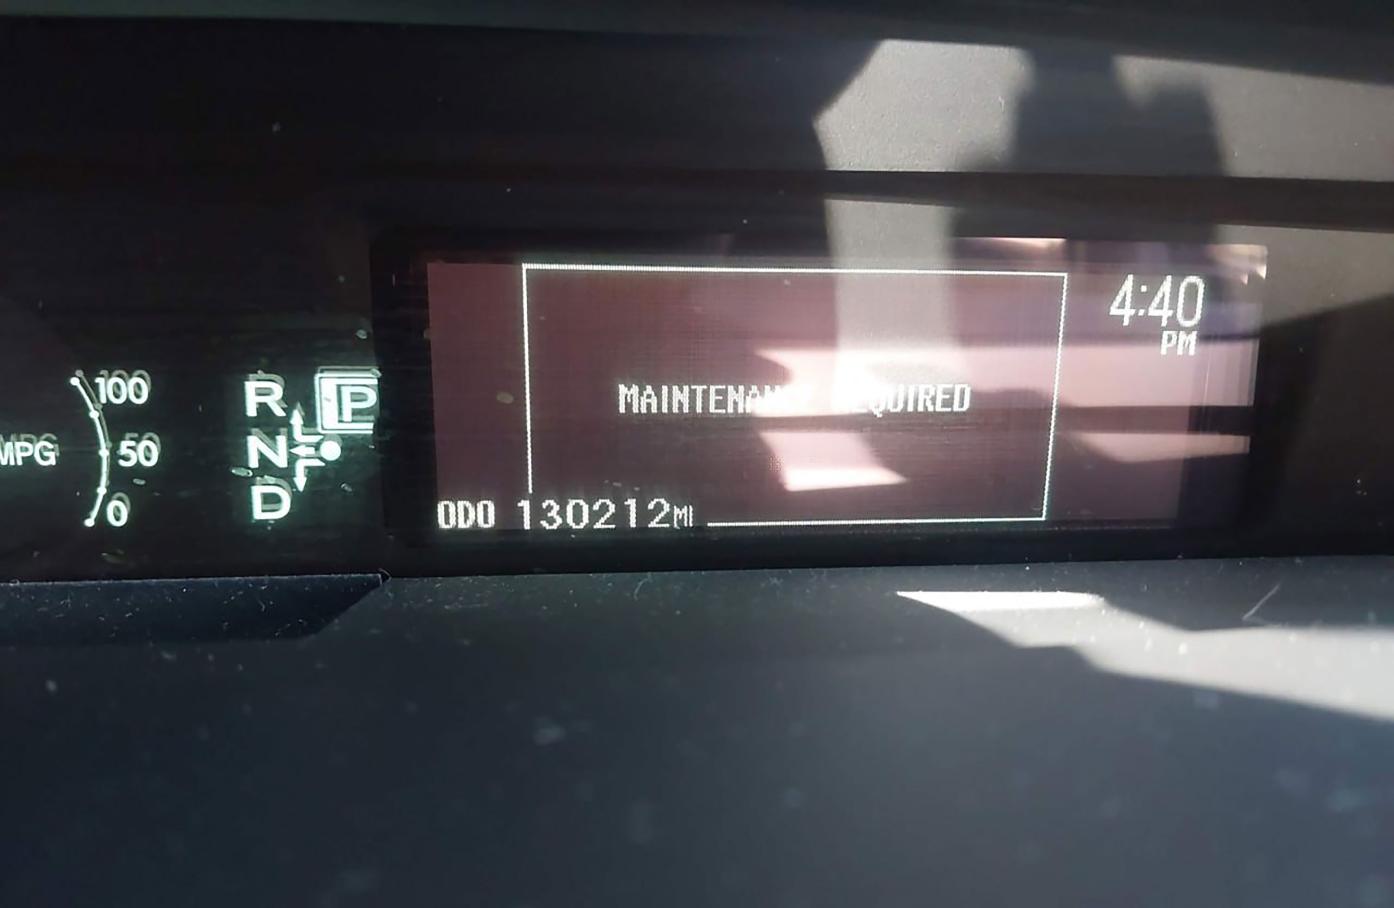 4:40
PM
100
R P
MAINTENANCE REQUIRED
MPG 50 N
D
0
ODO 130212MI